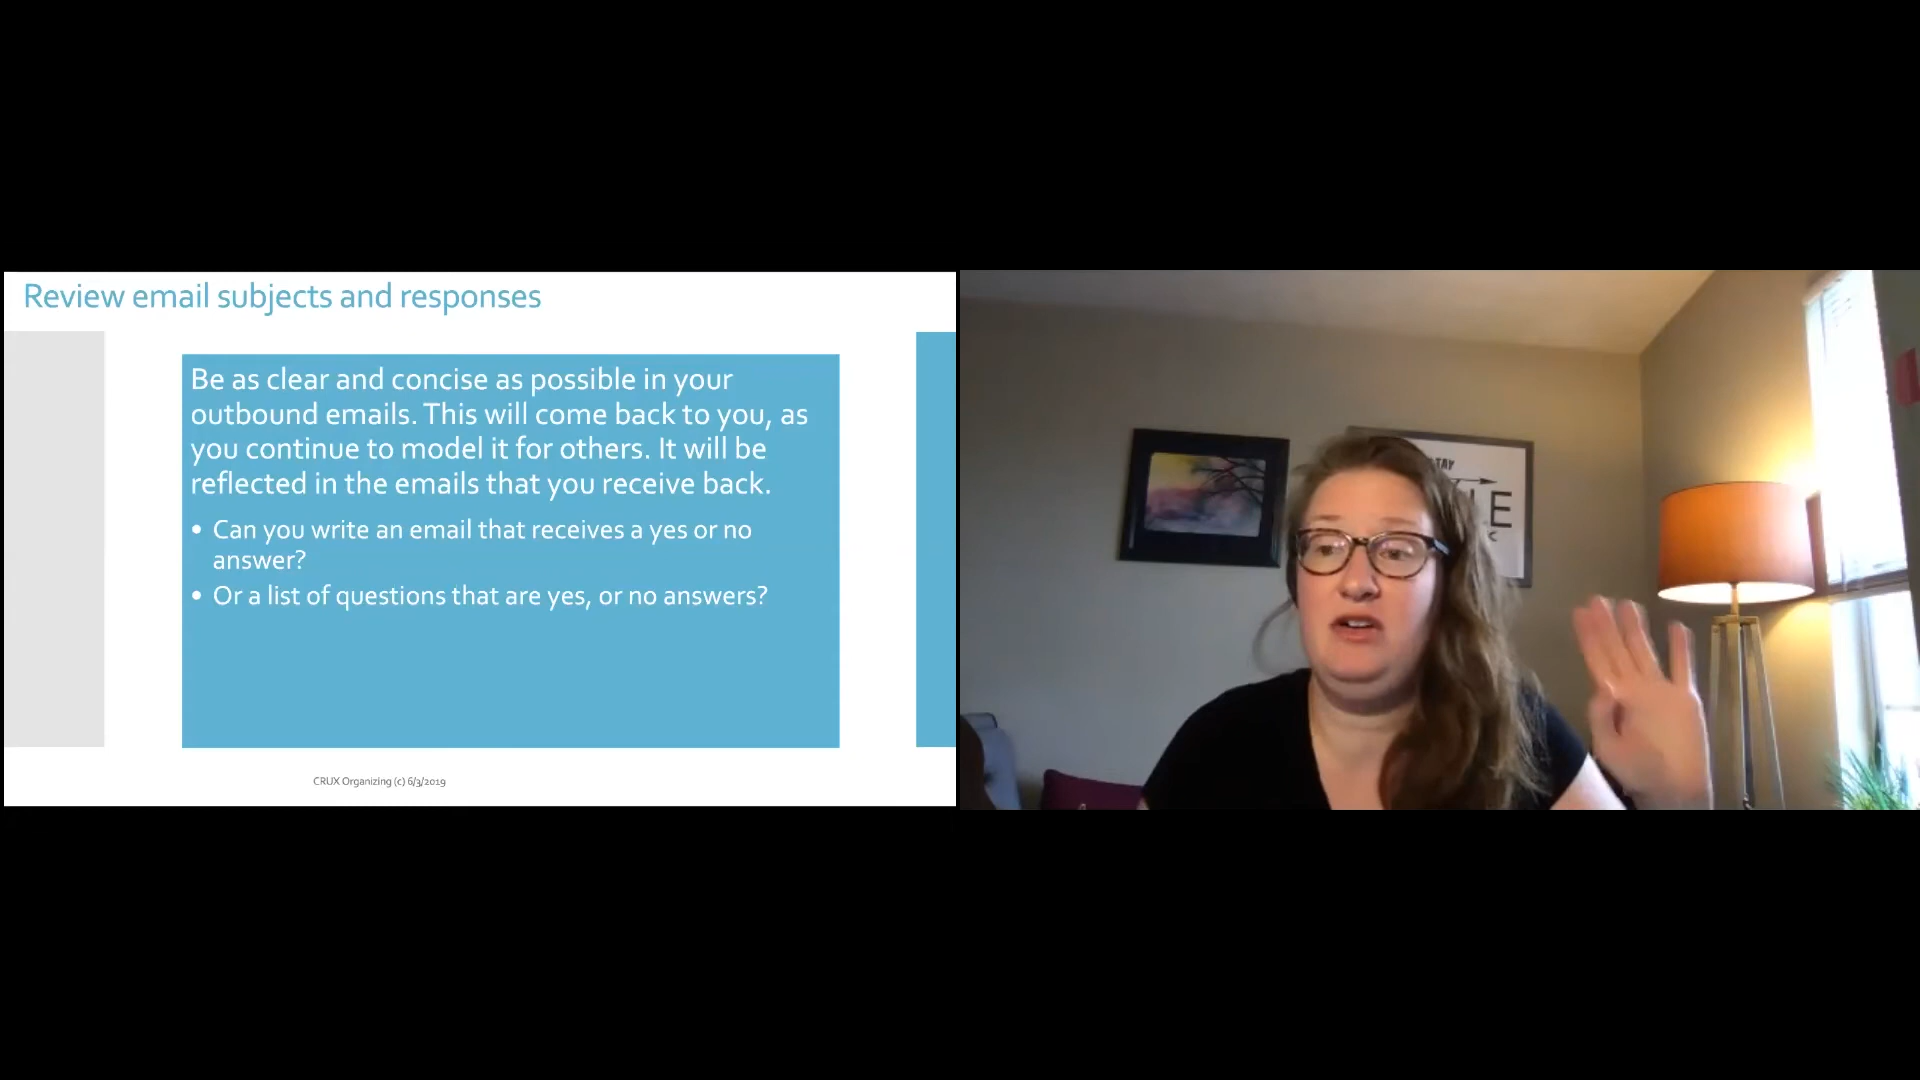 Review email subjects and responses
Be as clear and concise as possible in your
outbound emails. This will come back to you, as
you continue to model it for others. It will be
reflected in the emails that you receive back.
• Can you write an email that receives a yes or no
answer?
• Or a list of questions that are yes, or no answers?
CRUX Organizing (c) 6/3/2019